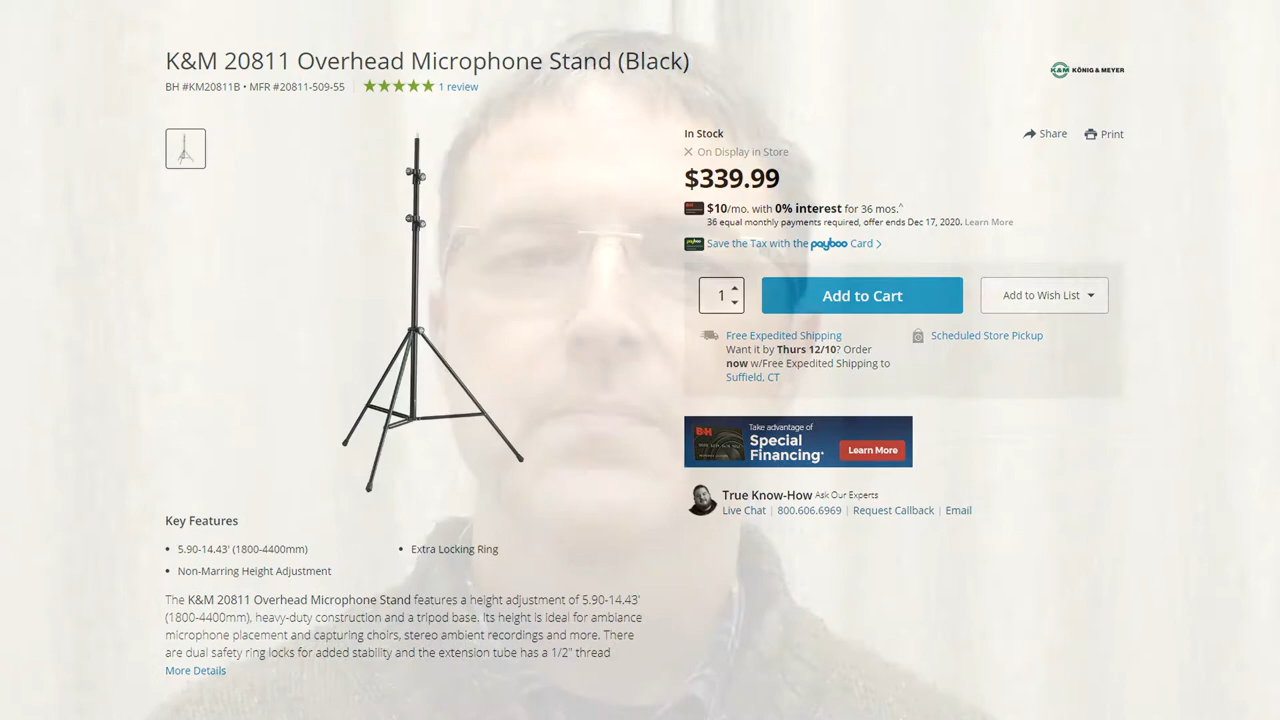 K&M 20811 Overhead Microphone Stand (Black)
BH #KM20811B • MFR #20811-509-55
1 review
K&M KÖNIG & MEYER
In Stock
Share
Print
On Display in Store
$339.99
$10/mo. with 0% interest for 36 mos.^
36 equal monthly payments required, offer ends Dec 17, 2020. Learn More
Save the Tax with the payboo Card >
1
Add to Cart
Add to Wish List
Free Expedited Shipping
Want it by Thurs 12/10? Order
now w/Free Expedited Shipping to
Suffield, CT
Scheduled Store Pickup
B&H
Take advantage of
Special
Financing*
Learn More
True Know-How Ask Our Experts
Live Chat | 800.606.6969 | Request Callback | Email
Key Features
• 5.90-14.43' (1800-4400mm)
• Extra Locking Ring
• Non-Marring Height Adjustment
The K&M 20811 Overhead Microphone Stand features a height adjustment of 5.90-14.43'
(1800-4400mm), heavy-duty construction and a tripod base. Its height is ideal for ambiance
microphone placement and capturing choirs, stereo ambient recordings and more. There
are dual safety ring locks for added stability and the extension tube has a 1/2" thread
More Details